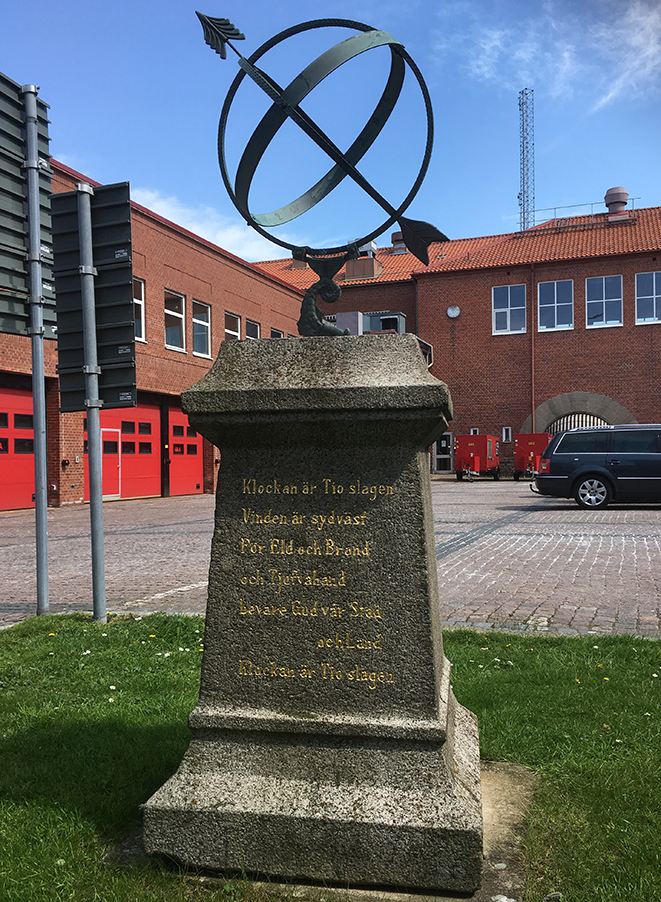 Klockan är Tio slagen
Vinden är sydväst
För Eld och Brand
och Tjufvahand
bevare Gud vår Stad
och Land
Klockan är Tio slagen